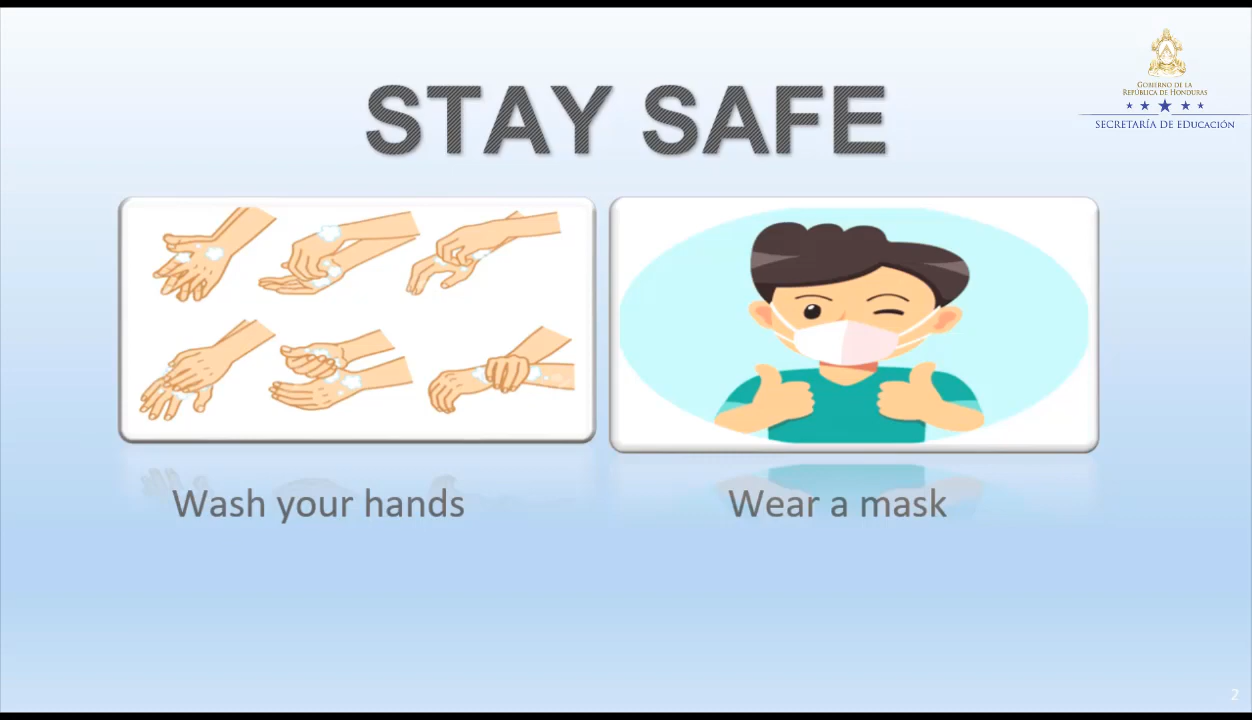 STAY SAFE
GOBIERNO DE LA
REPÚBLICA DE HONDURAS
SECRETARÍA DE EDUCACIÓN
Wash your hands
Wear a mask
2